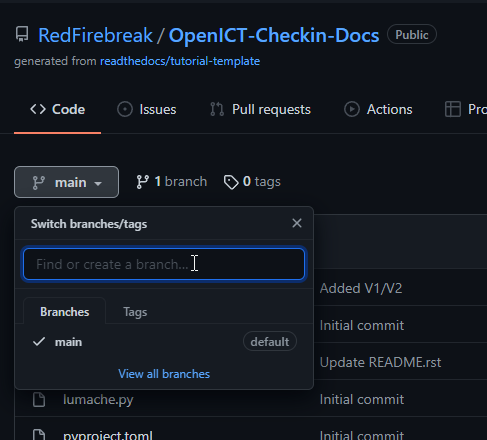 RedFirebreak / OpenICT-Checkin-Docs Public
generated from readthedocs/tutorial-template
Code Issues Pull requests Actions
main 1 branch 0 tags
Switch branches/tags
Find or create a branch...
Added V1/V2
Branches Tags
Initial commit
main default
Update README.rst
View all branches
lumache.py Initial commit
pyproject.toml Initial commit